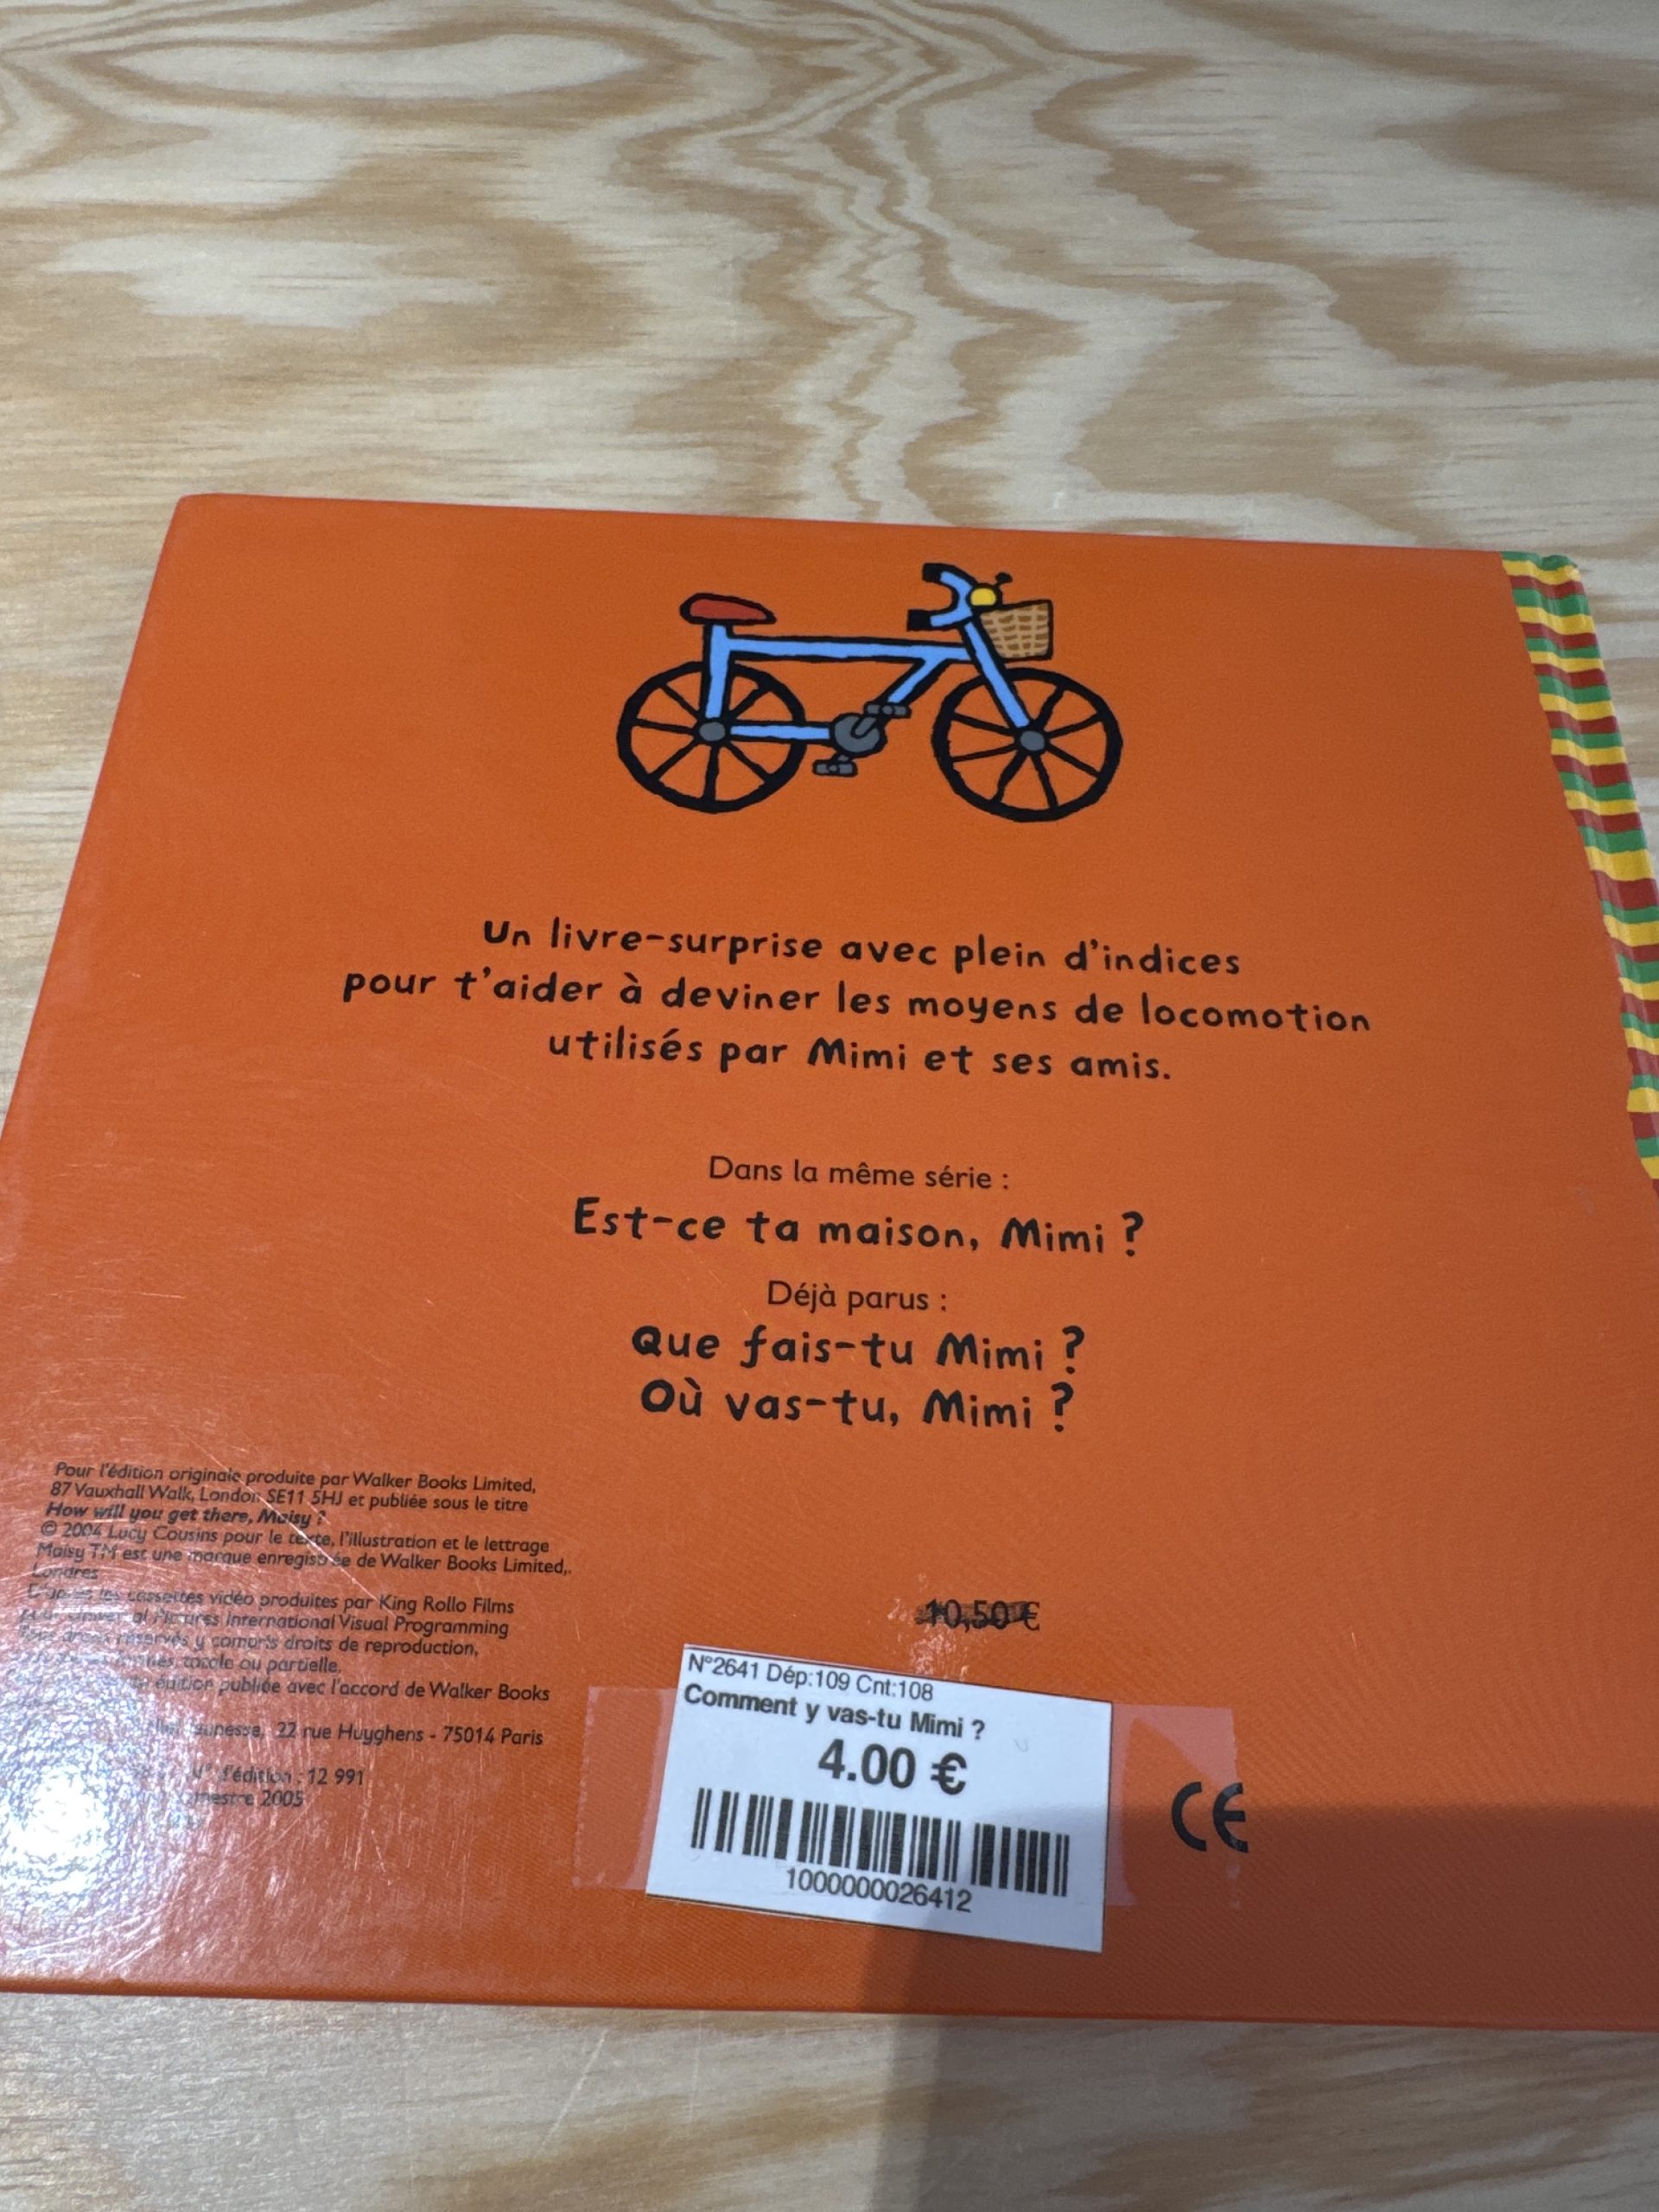 Un livre-surprise avec plein d'indices
pour t'aider à deviner les moyens de locomotion
utilisés par Mimi et ses amis.
Dans la même série :
Est-ce ta maison, Mimi ?
Déjà parus :
Que fais-tu Mimi ?
Où vas-tu, Mimi ?
Pour l'édition originale produite par Walker Books Limited,
87 Vauxhall Walk, London SE11 5HJ et publiée sous le titre
How will you get there, Maisy ?
© 2004 Lucy Cousins pour le texte, l'illustration et le lettrage
Maisy TM est une marque enregistrée de Walker Books Limited,.
Londres
D'après les cassettes vidéo produites par King Rollo Films
Pictures International Visual Programming
droits réservés y compris droits de reproduction,
totale ou partielle.
édition publiée avec l'accord de Walker Books
22 rue Huyghens - 75014 Paris
N° d'édition : 12 991
2005
10,50 €
N°2641 Dép:109 Cnt:108
Comment y vas-tu Mimi ?
4.00 €
1000000026412
CE